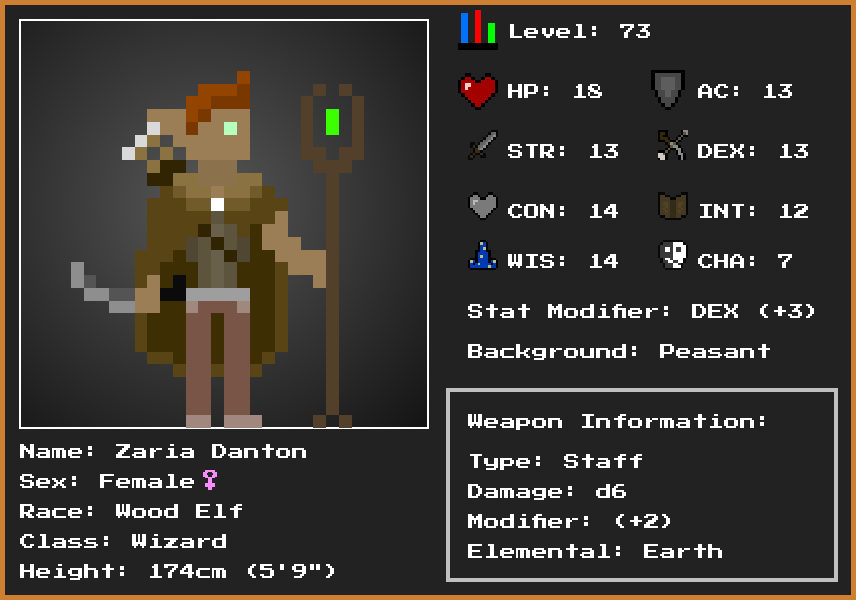 Level: 73
HP: 18
AC: 13
STR: 13
DEX: 13
CON: 14
INT: 12
WIS: 14
CHA: 7
Stat Modifier: DEX (+3)
Background: Peasant
Name: Zaria Danton
Sex: Female♀
Race: Wood Elf
Class: Wizard
Height: 174cm (5'9")
Weapon Information:
Type: Staff
Damage: d6
Modifier: (+2)
Elemental: Earth